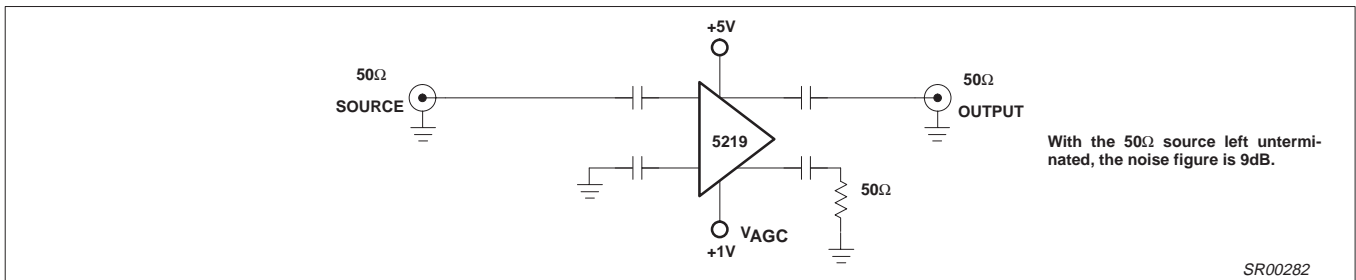 +5V
50Ω
SOURCE
50Ω
OUTPUT
5219
With the 50Ω source left untermi-
nated, the noise figure is 9dB.
50Ω
VAGC
+1V
SR00282